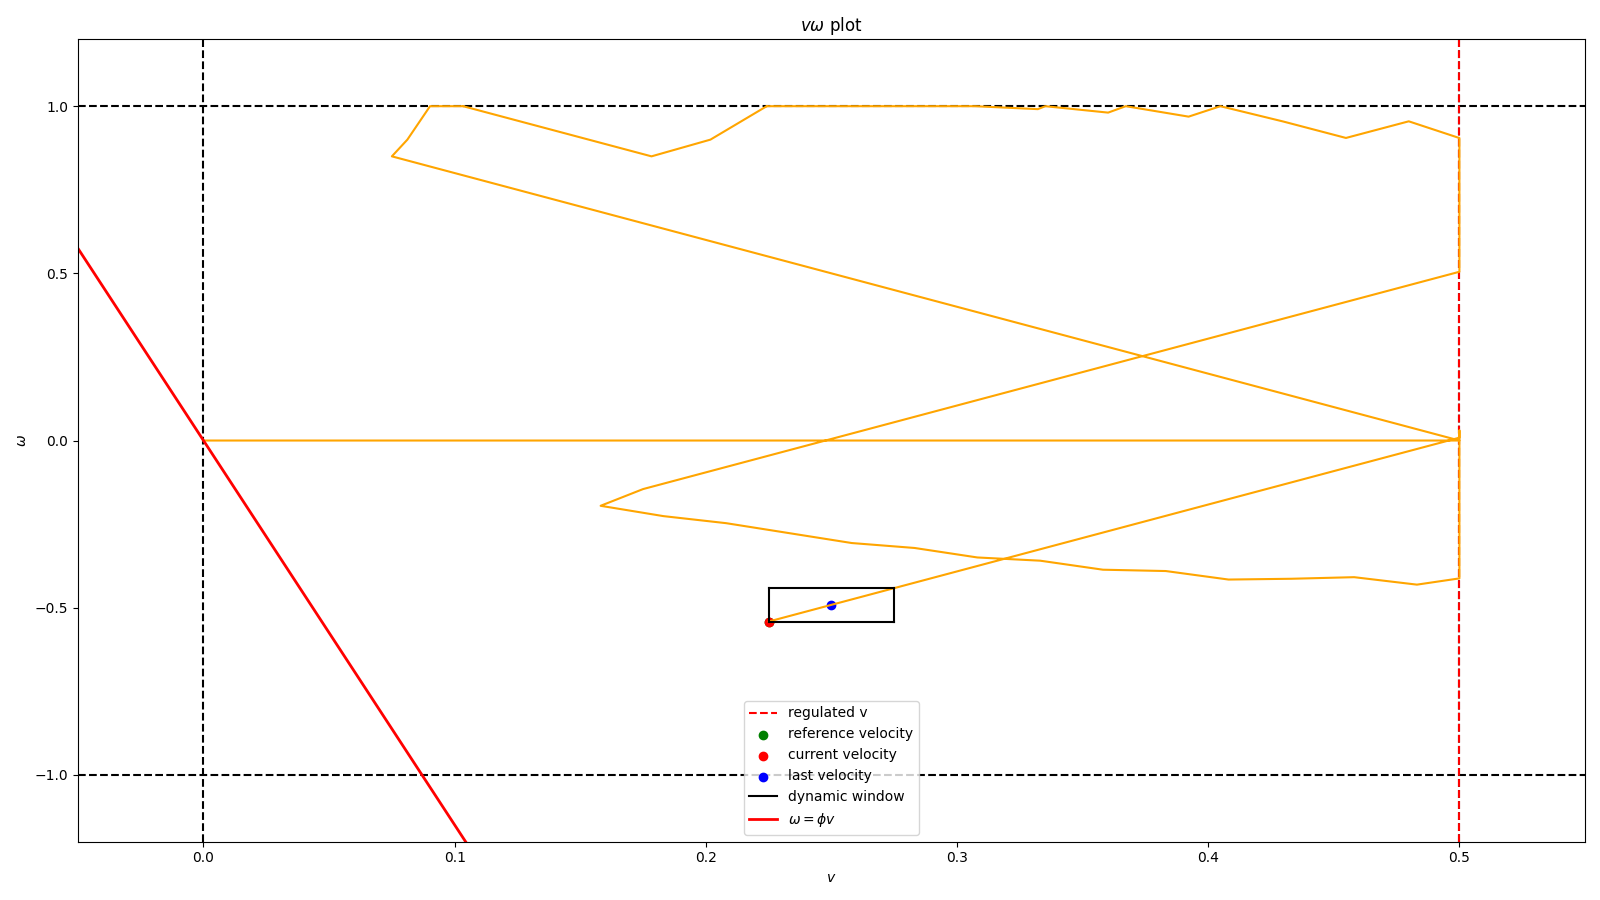 vω plot
1.0
0.5
0.0
−0.5
−1.0
ω
regulated v
reference velocity
current velocity
last velocity
dynamic window
ω = ϕv
0.0 0.1 0.2 0.3 0.4 0.5
v